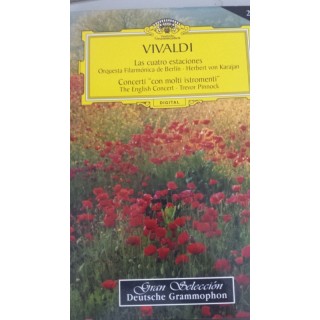 VIVALDI
Las cuatro estaciones
Orquesta Filarmónica de Berlín · Herbert von Karajan
Concerti "con molti istromenti"
The English Concert · Trevor Pinnock
DIGITAL
Gran Selección
Deutsche Grammophon